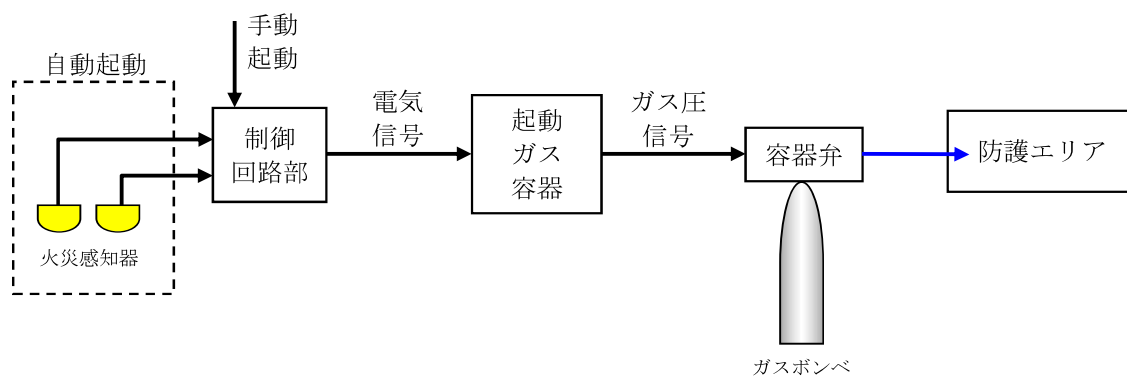 手動
起動
自動起動
火災感知器
制御
回路部
電気
信号
起動
ガス
容器
ガス圧
信号
容器弁
ガスボンベ
防護エリア